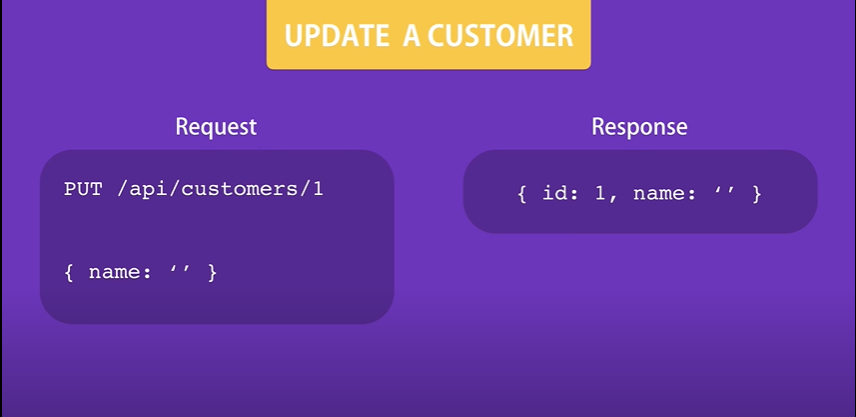 UPDATE A CUSTOMER
Request
Response
PUT /api/customers/1
{ name: ‘’ }
{ id: 1, name: ‘’ }